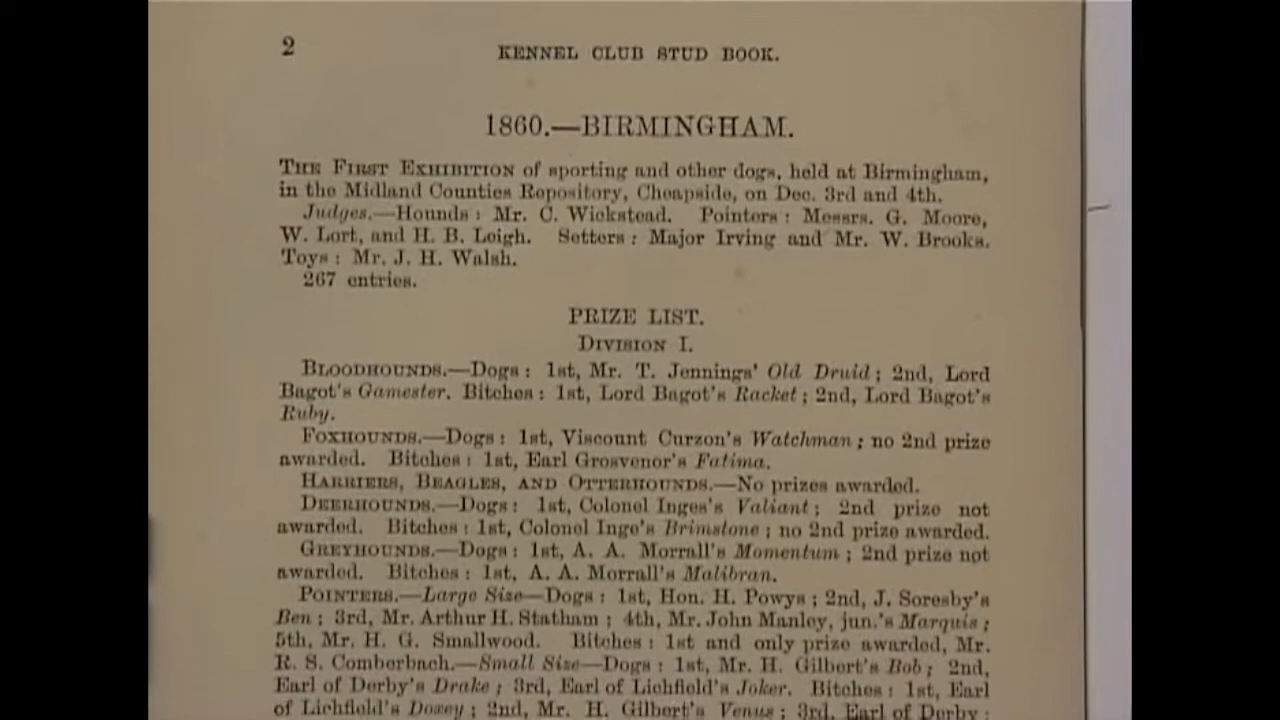 2
KENNEL CLUB STUD BOOK.
1860.—BIRMINGHAM.
THE FIRST EXHIBITION of sporting and other dogs, held at Birmingham,
in the Midland Counties Repository, Cheapside, on Dec. 3rd and 4th.
Judges.—Hounds: Mr. C. Wickstead. Pointers: Messrs. G. Moore,
W. Lort, and H. B. Leigh. Setters: Major Irving and Mr. W. Brooks.
Toys: Mr. J. H. Walsh.
267 entries.
PRIZE LIST.
DIVISION I.
BLOODHOUNDS.—Dogs: 1st, Mr. T. Jennings' Old Druid; 2nd, Lord
Bagot's Gamester. Bitches: 1st, Lord Bagot's Racket; 2nd, Lord Bagot's
Ruby.
FOXHOUNDS.—Dogs: 1st, Viscount Curzon's Watchman; no 2nd prize
awarded. Bitches: 1st, Earl Grosvenor's Fatima.
HARRIERS, BEAGLES, AND OTTERHOUNDS.—No prizes awarded.
DEERHOUNDS.—Dogs: 1st, Colonel Inges's Valiant; 2nd prize not
awarded. Bitches: 1st, Colonel Inge's Brimstone; no 2nd prize awarded.
GREYHOUNDS.—Dogs: 1st, A. A. Morrall's Momentum; 2nd prize not
awarded. Bitches: 1st, A. A. Morrall's Malibran.
POINTERS.—Large Size—Dogs: 1st, Hon. H. Powys; 2nd, J. Soresby's
Ben; 3rd, Mr. Arthur H. Statham; 4th, Mr. John Manley, jun.'s Marquis;
5th, Mr. H. G. Smallwood. Bitches: 1st and only prize awarded, Mr.
R. S. Comberbach.—Small Size—Dogs: 1st, Mr. H. Gilbert's Bob; 2nd,
Earl of Derby's Drake; 3rd, Earl of Lichfield's Joker. Bitches: 1st, Earl
of Lichfield's Doxey; 2nd, Mr. H. Gilbert's Venus; 3rd, Earl of Derby;